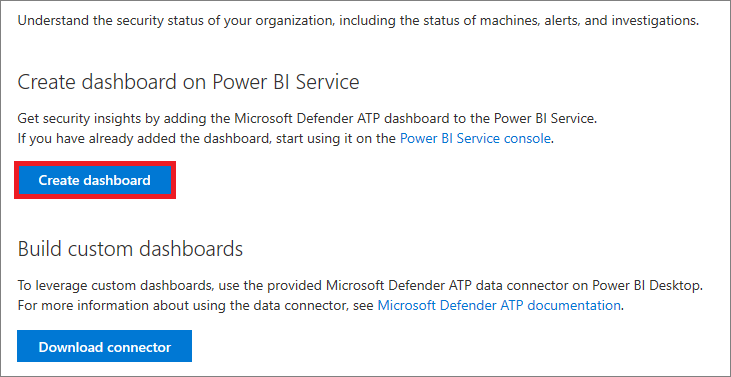 Understand the security status of your organization, including the status of machines, alerts, and investigations.
Create dashboard on Power BI Service
Get security insights by adding the Microsoft Defender ATP dashboard to the Power BI Service.
If you have already added the dashboard, start using it on the Power BI Service console.
Create dashboard
Build custom dashboards
To leverage custom dashboards, use the provided Microsoft Defender ATP data connector on Power BI Desktop.
For more information about using the data connector, see Microsoft Defender ATP documentation.
Download connector